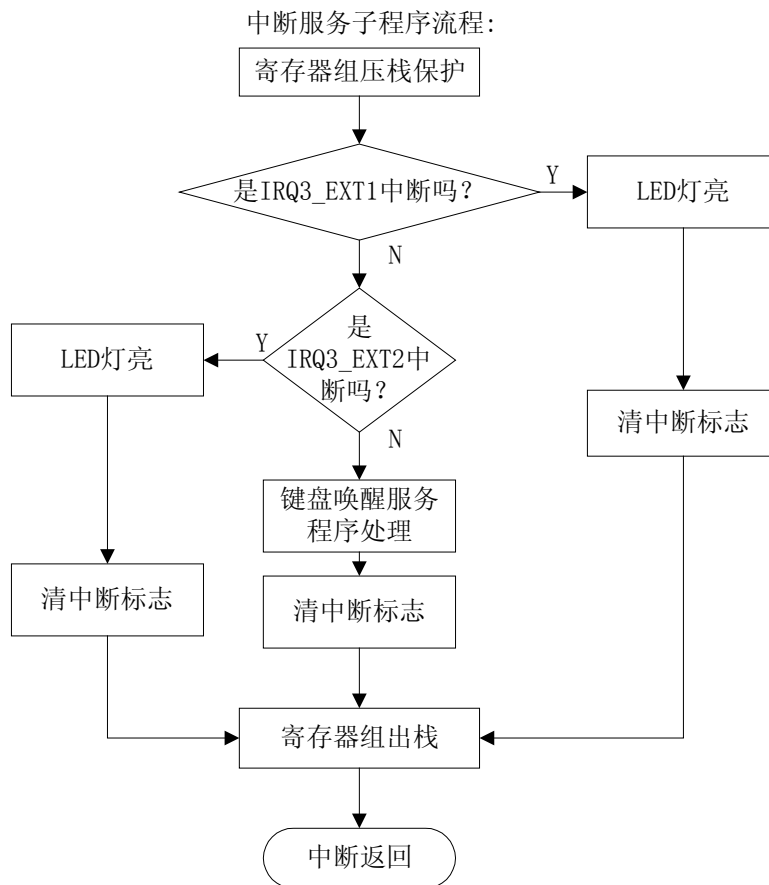 中断服务子程序流程:
寄存器组压栈保护
是IRQ3_EXT1中断吗?
Y
LED灯亮
N
是
IRQ3_EXT2中
断吗?
Y
LED灯亮
清中断标志
N
键盘唤醒服务
程序处理
清中断标志
清中断标志
寄存器组出栈
中断返回